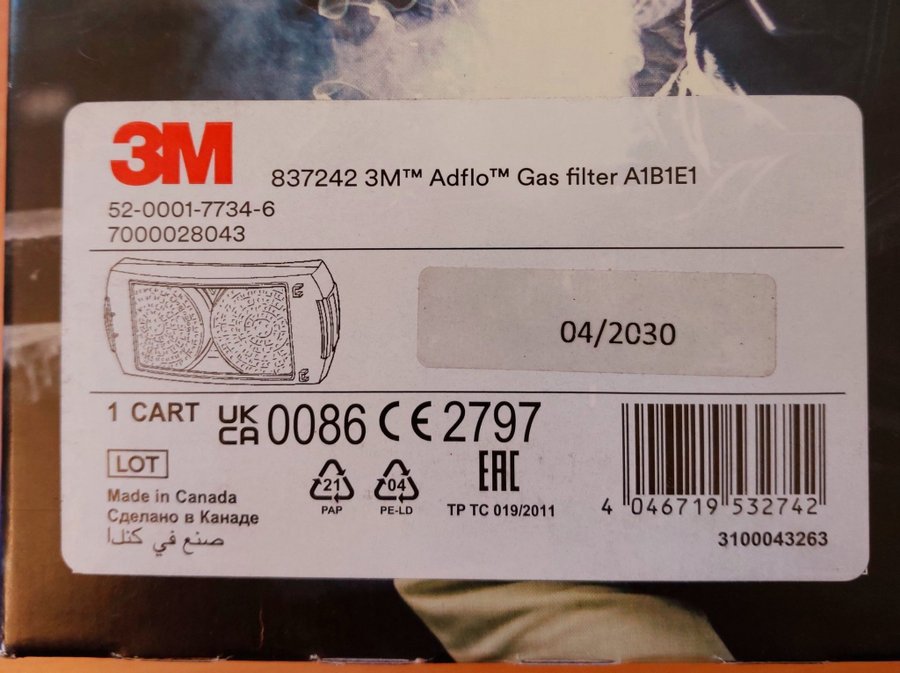 3M
837242 3M™ Adflo™ Gas filter A1B1E1
52-0001-7734-6
7000028043
04/2030
1 CART UK CA 0086 CE 2797
LOT
21
PAP
04
PE-LD
EAC
TP TC 019/2011
Made in Canada
Сделано в Канаде
صنع في كندا
4 046719 532742
3100043263